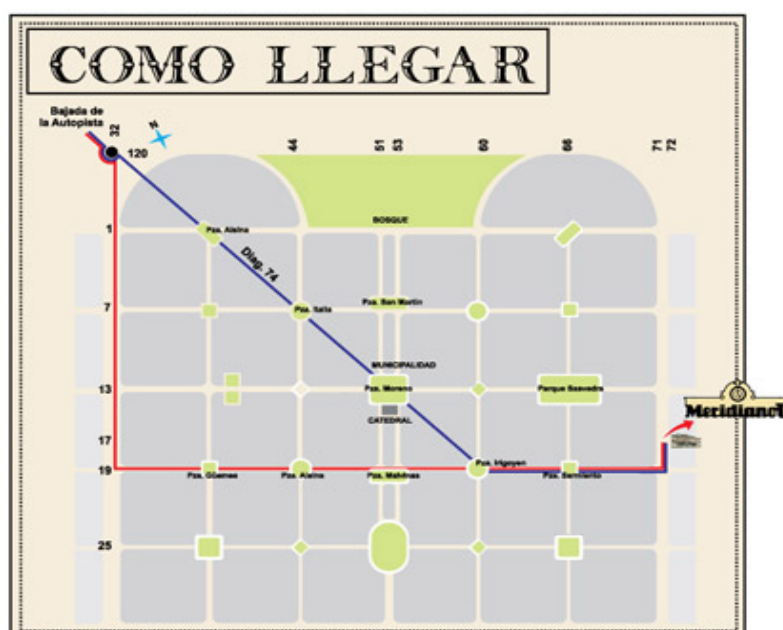 COMO LLEGAR
Bajada de
la Autopista
32
N
120
44
51
53
60
66
71
72
BOSQUE
1
Pza. Alsina
Diag. 74
7
Pza. Italia
Pza. San Martín
MUNICIPALIDAD
13
Pza. Moreno
Parque Saavedra
Meridiano V
CATEDRAL
17
Pza. Irigoyen
19
Pza. Güemes
Pza. Alsina
Pza. Malvinas
Pza. Sarmiento
25